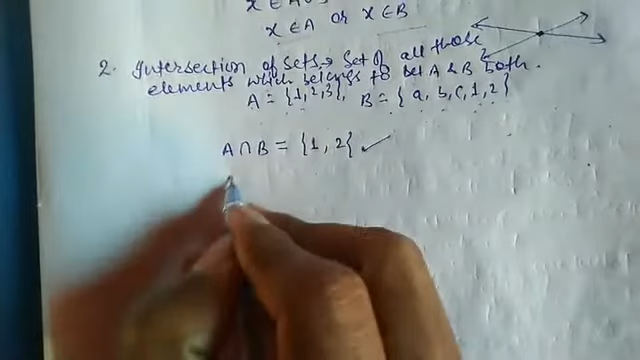 x ∈ A
x ∈ A or x ∈ B
2. Intersection of sets → Set of all those
elements which belongs to set A & B both.
A = {1, 2, 3}, B = {a, b, c, 1, 2}
A ∩ B = {1, 2} ✓